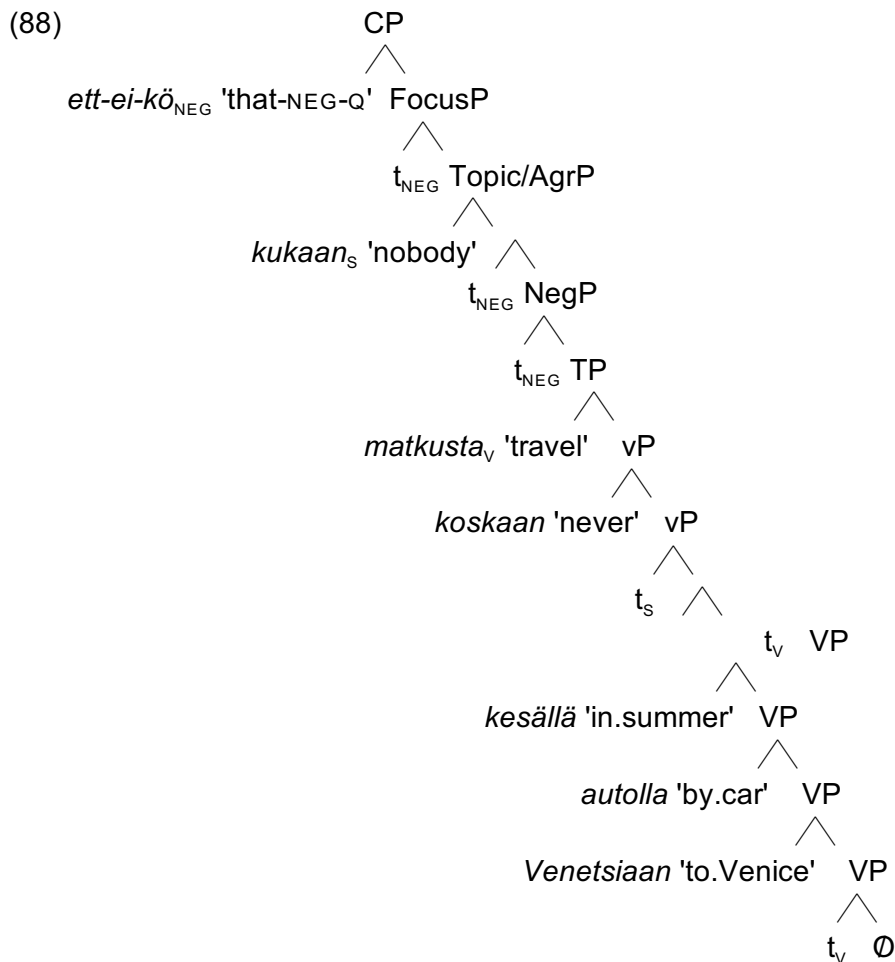 (88) CP
ett-ei-kö_NEG 'that-NEG-Q' FocusP
t_NEG Topic/AgrP
kukaan_S 'nobody'
t_NEG NegP
t_NEG TP
matkusta_V 'travel' vP
koskaan 'never' vP
t_S
t_V VP
kesällä 'in.summer' VP
autolla 'by.car' VP
Venetsiaan 'to.Venice' VP
t_V Ø